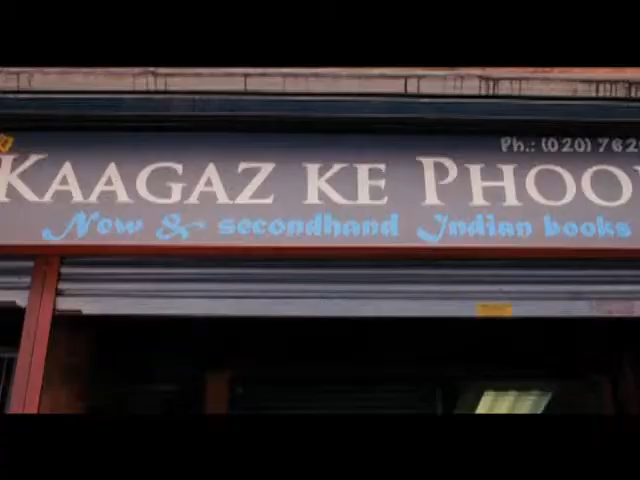 Ph.: (020) 762
KAAGAZ KE PHOO
New & secondhand Indian books